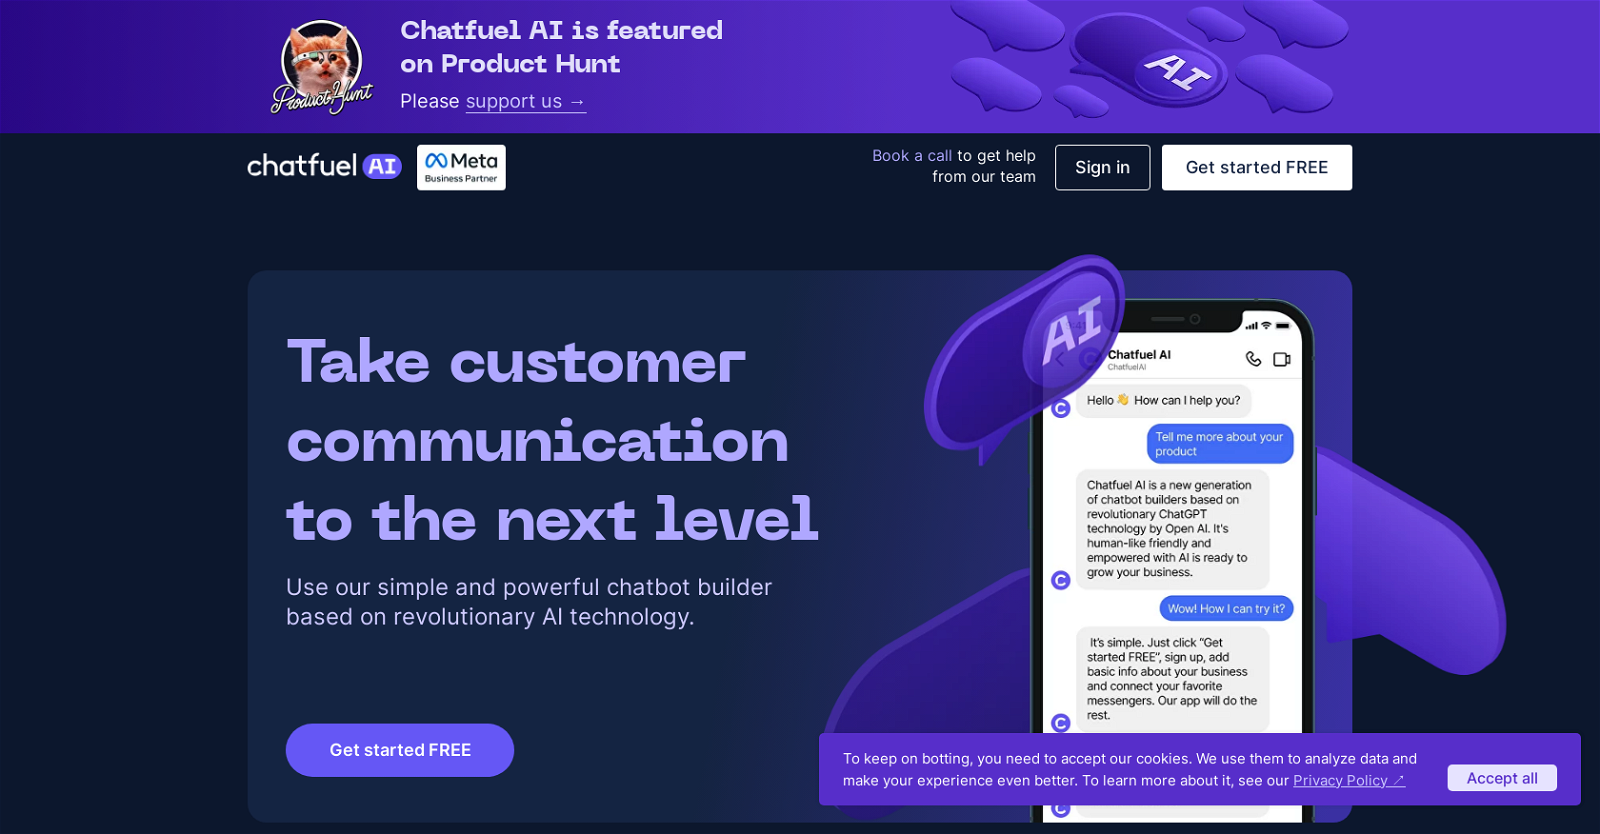 Chatfuel AI is featured
on Product Hunt
Please support us →
Product Hunt
AI
chatfuel AI
Meta
Business Partner
Book a call to get help
from our team
Sign in
Get started FREE
Take customer
communication
to the next level
Use our simple and powerful chatbot builder
based on revolutionary AI technology.
Get started FREE
AI
Chatfuel AI
ChatfuelAI
Hello 👋 How can I help you?
Tell me more about your
product
Chatfuel AI is a new generation
of chatbot builders based on
revolutionary ChatGPT
technology by Open AI. It's
human-like friendly and
empowered with AI is ready to
grow your business.
Wow! How I can try it?
It's simple. Just click “Get
started FREE”, sign up, add
basic info about your business
and connect your favorite
messengers. Our app will do the
rest.
To keep on botting, you need to accept our cookies. We use them to analyze data and
make your experience even better. To learn more about it, see our Privacy Policy ↗
Accept all